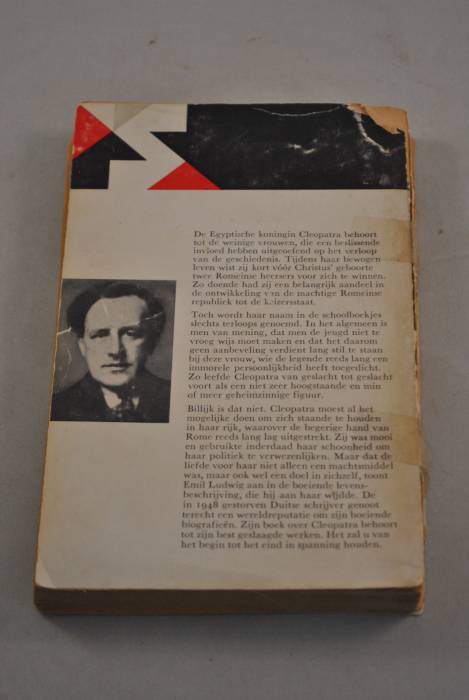 De Egyptische koningin Cleopatra behoort
tot de weinige vrouwen, die een beslissende
invloed hebben uitgeoefend op het verloop
van de geschiedenis. Tijdens haar bewogen
leven wist zij kort vóór Christus' geboorte
twee Romeinse heersers voor zich te winnen.
Zo doende had zij een belangrijk aandeel in
de ontwikkeling van de machtige Romeinse
republiek tot de keizersstaat.
Toch wordt haar naam in de schoolboekjes
slechts terloops genoemd. In het algemeen is
men van mening, dat men de jeugd niet te
vroeg wijs moet maken en dat het daarom
geen aanbeveling verdient lang stil te staan
bij deze vrouw, wie de legende reeds lang een
immorele persoonlijkheid heeft toegedicht.
Zo leefde Cleopatra van geslacht tot geslacht
voort als een niet zeer hoogstaande en min
of meer geheimzinnige figuur.
Billijk is dat niet. Cleopatra moest al het
mogelijke doen om zich staande te houden
in haar rijk, waarover de begerige hand van
Rome reeds lang lag uitgestrekt. Zij was mooi
en gebruikte inderdaad haar schoonheid om
haar politiek te verwezenlijken. Maar dat de
liefde voor haar niet alleen een machtsmiddel
was, maar ook wel een doel in zichzelf, toont
Emil Ludwig aan in de boeiende levens-
beschrijving, die hij aan haar wijdde. De
in 1948 gestorven Duitse schrijver genoot
terecht een wereldreputatie om zijn boeiende
biografieën. Zijn boek over Cleopatra behoort
tot zijn best geslaagde werken. Het zal u van
het begin tot het eind in spanning houden.